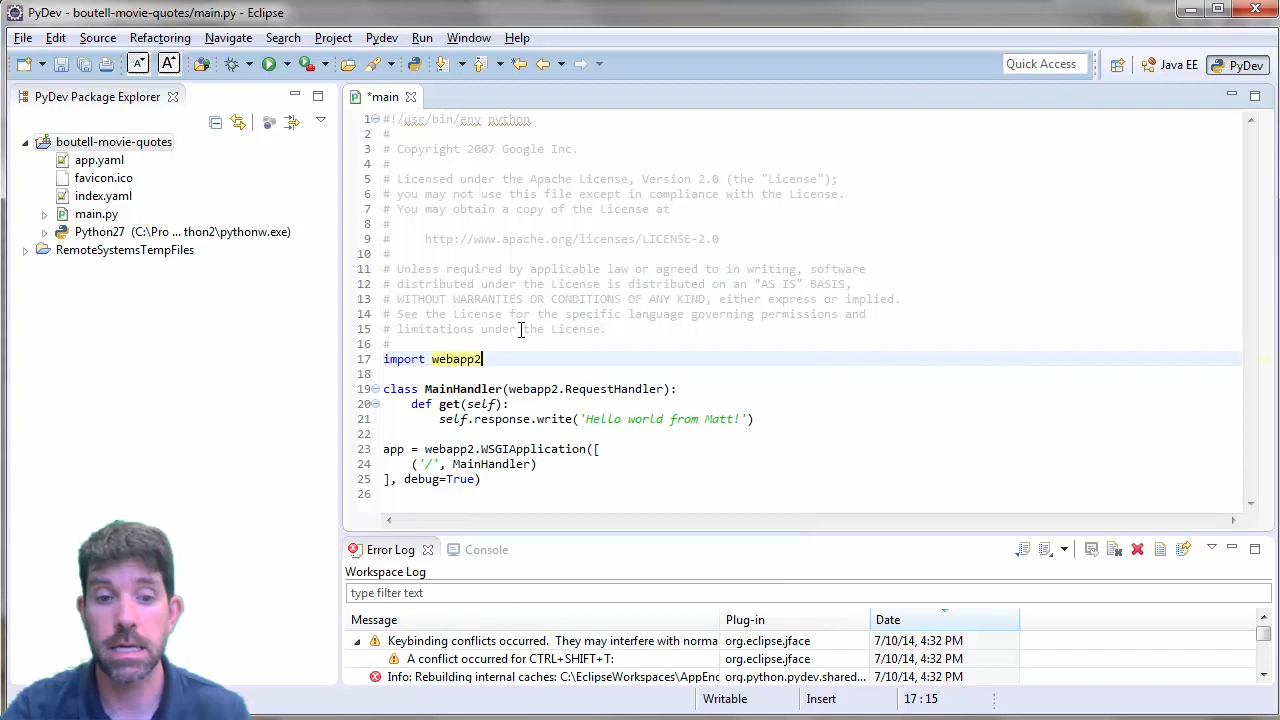 PyDev - boutell-movie-quotes/main.py - Eclipse
File Edit Source Refactoring Navigate Search Project Pydev Run Window Help
A+ A- Quick Access Java EE PyDev
PyDev Package Explorer
boutell-movie-quotes
app.yaml
favicon.ico
index.yaml
main.py
Python27 (C:\Pro ... thon2\pythonw.exe)
RemoteSystemsTempFiles
*main
1 #!/usr/bin/env python
2 #
3 # Copyright 2007 Google Inc.
4 #
5 # Licensed under the Apache License, Version 2.0 (the "License");
6 # you may not use this file except in compliance with the License.
7 # You may obtain a copy of the License at
8 #
9 #     http://www.apache.org/licenses/LICENSE-2.0
10 #
11 # Unless required by applicable law or agreed to in writing, software
12 # distributed under the License is distributed on an "AS IS" BASIS,
13 # WITHOUT WARRANTIES OR CONDITIONS OF ANY KIND, either express or implied.
14 # See the License for the specific language governing permissions and
15 # limitations under the License.
16 #
17 import webapp2
18
19 class MainHandler(webapp2.RequestHandler):
20     def get(self):
21         self.response.write('Hello world from Matt!')
22
23 app = webapp2.WSGIApplication([
24     ('/', MainHandler)
25 ], debug=True)
26
Error Log Console
Workspace Log
type filter text
Message Plug-in Date
Keybinding conflicts occurred. They may interfere with norma org.eclipse.jface 7/10/14, 4:32 PM
A conflict occurred for CTRL+SHIFT+T: org.eclipse.jface 7/10/14, 4:32 PM
Info: Rebuilding internal caches: C:\EclipseWorkspaces\AppEnc org.python.pydev.shared... 7/10/14, 4:32 PM
Writable Insert 17 : 15